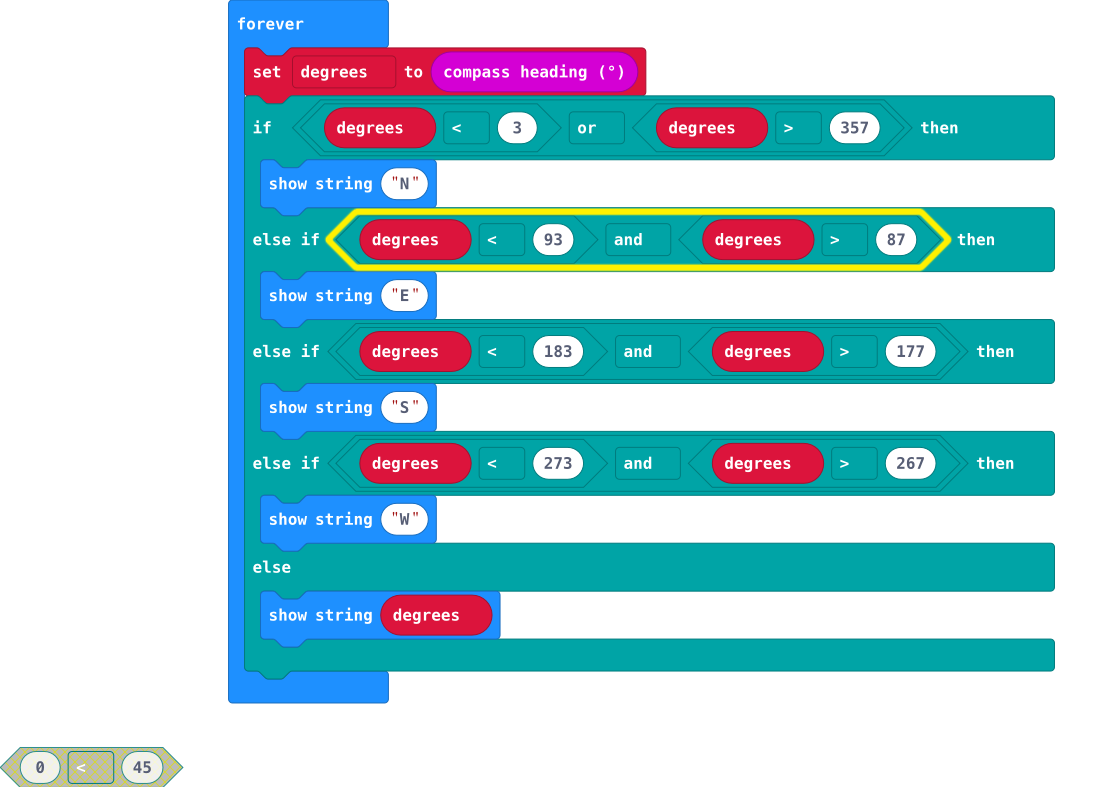 forever
set degrees to compass heading (°)
if degrees < 3 or degrees > 357 then
show string "N"
else if degrees < 93 and degrees > 87 then
show string "E"
else if degrees < 183 and degrees > 177 then
show string "S"
else if degrees < 273 and degrees > 267 then
show string "W"
else
show string degrees
0 < 45